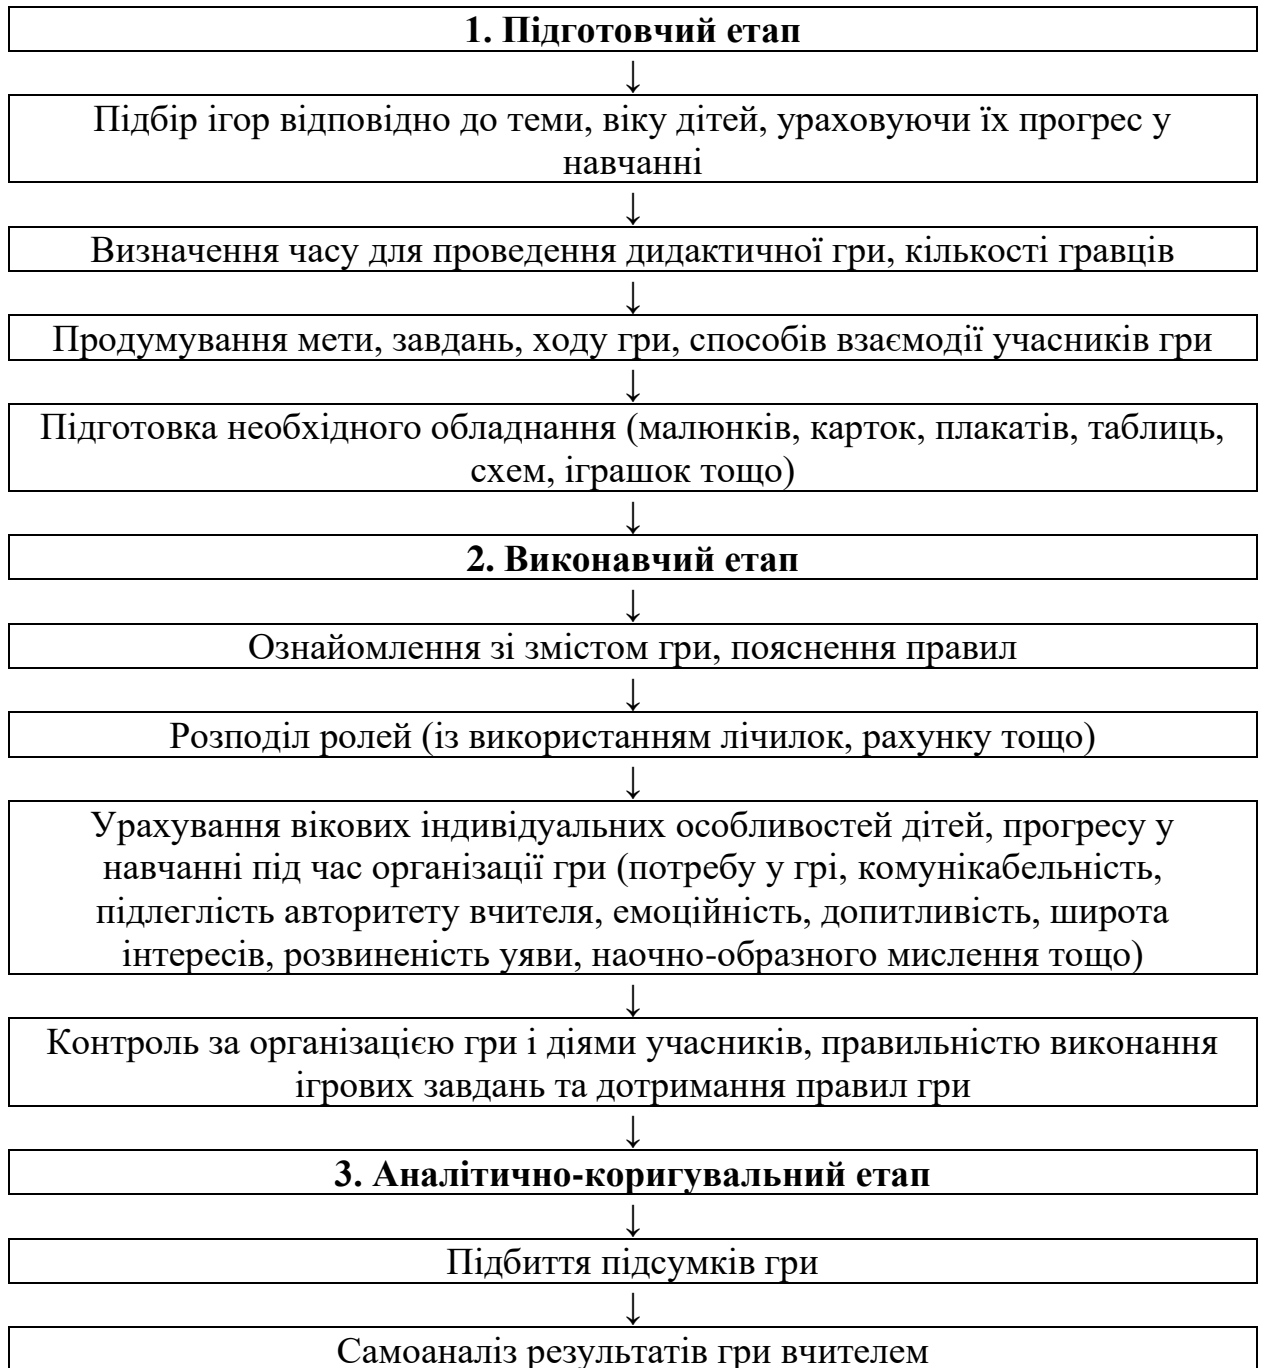 1. Підготовчий етап
↓
Підбір ігор відповідно до теми, віку дітей, ураховуючи їх прогрес у
навчанні
↓
Визначення часу для проведення дидактичної гри, кількості гравців
↓
Продумування мети, завдань, ходу гри, способів взаємодії учасників гри
↓
Підготовка необхідного обладнання (малюнків, карток, плакатів, таблиць,
схем, іграшок тощо)
↓
2. Виконавчий етап
↓
Ознайомлення зі змістом гри, пояснення правил
↓
Розподіл ролей (із використанням лічилок, рахунку тощо)
↓
Урахування вікових індивідуальних особливостей дітей, прогресу у
навчанні під час організації гри (потребу у грі, комунікабельність,
підлеглість авторитету вчителя, емоційність, допитливість, широта
інтересів, розвиненість уяви, наочно-образного мислення тощо)
↓
Контроль за організацією гри і діями учасників, правильністю виконання
ігрових завдань та дотримання правил гри
↓
3. Аналітично-коригувальний етап
↓
Підбиття підсумків гри
↓
Самоаналіз результатів гри вчителем